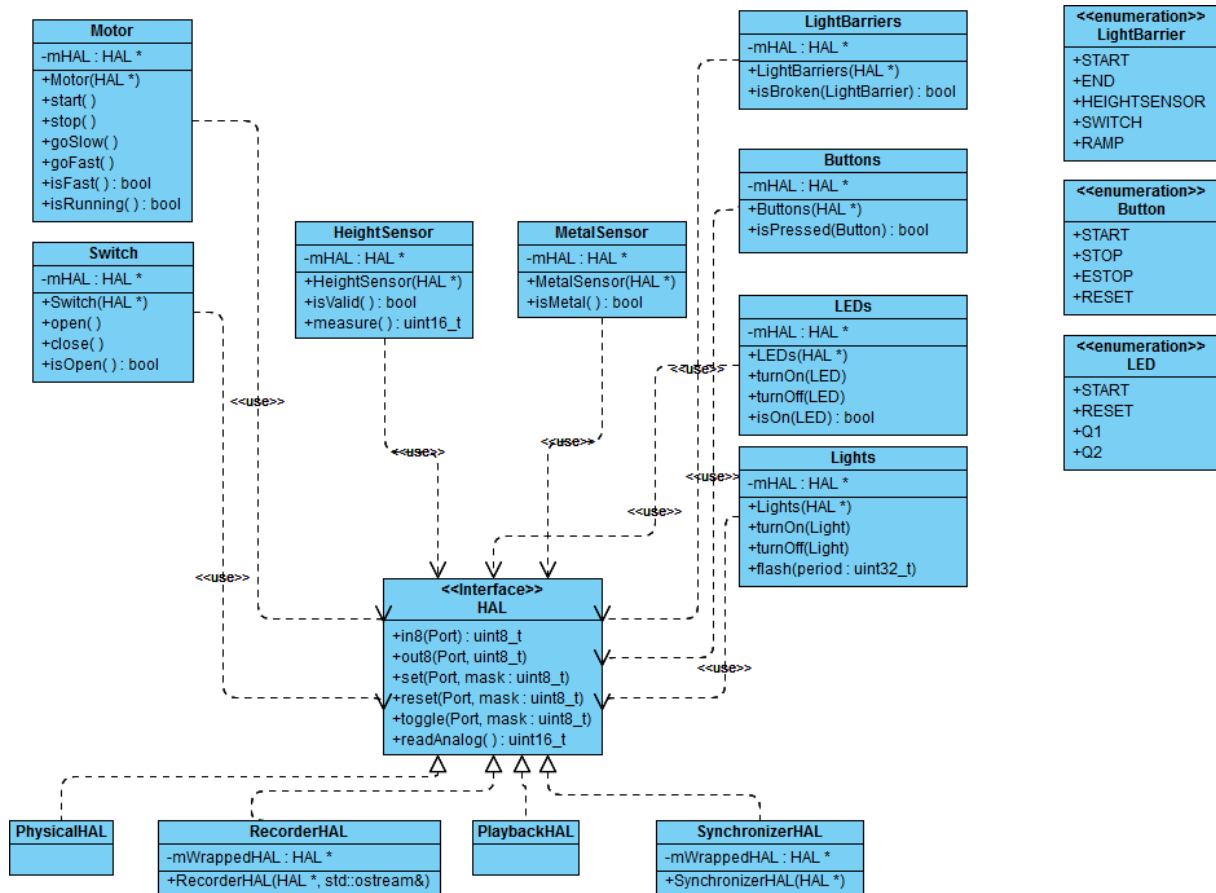 Motor
-mHAL : HAL *
+Motor(HAL *)
+start( )
+stop( )
+goSlow( )
+goFast( )
+isFast( ) : bool
+isRunning( ) : bool
Switch
-mHAL : HAL *
+Switch(HAL *)
+open( )
+close( )
+isOpen( ) : bool
HeightSensor
-mHAL : HAL *
+HeightSensor(HAL *)
+isValid( ) : bool
+measure( ) : uint16_t
MetalSensor
-mHAL : HAL *
+MetalSensor(HAL *)
+isMetal( ) : bool
LightBarriers
-mHAL : HAL *
+LightBarriers(HAL *)
+isBroken(LightBarrier) : bool
Buttons
-mHAL : HAL *
+Buttons(HAL *)
+isPressed(Button) : bool
LEDs
-mHAL : HAL *
+LEDs(HAL *)
+turnOn(LED)
+turnOff(LED)
+isOn(LED) : bool
Lights
-mHAL : HAL *
+Lights(HAL *)
+turnOn(Light)
+turnOff(Light)
+flash(period : uint32_t)
<<enumeration>>
LightBarrier
+START
+END
+HEIGHTSENSOR
+SWITCH
+RAMP
<<enumeration>>
Button
+START
+STOP
+ESTOP
+RESET
<<enumeration>>
LED
+START
+RESET
+Q1
+Q2
<<use>>
<<use>>
<<use>>
<<use>>
<<use>>
<<use>>
<<use>>
<<use>>
<<Interface>>
HAL
+in8(Port) : uint8_t
+out8(Port, uint8_t)
+set(Port, mask : uint8_t)
+reset(Port, mask : uint8_t)
+toggle(Port, mask : uint8_t)
+readAnalog( ) : uint16_t
PhysicalHAL
RecorderHAL
-mWrappedHAL : HAL *
+RecorderHAL(HAL *, std::ostream&)
PlaybackHAL
SynchronizerHAL
-mWrappedHAL : HAL *
+SynchronizerHAL(HAL *)